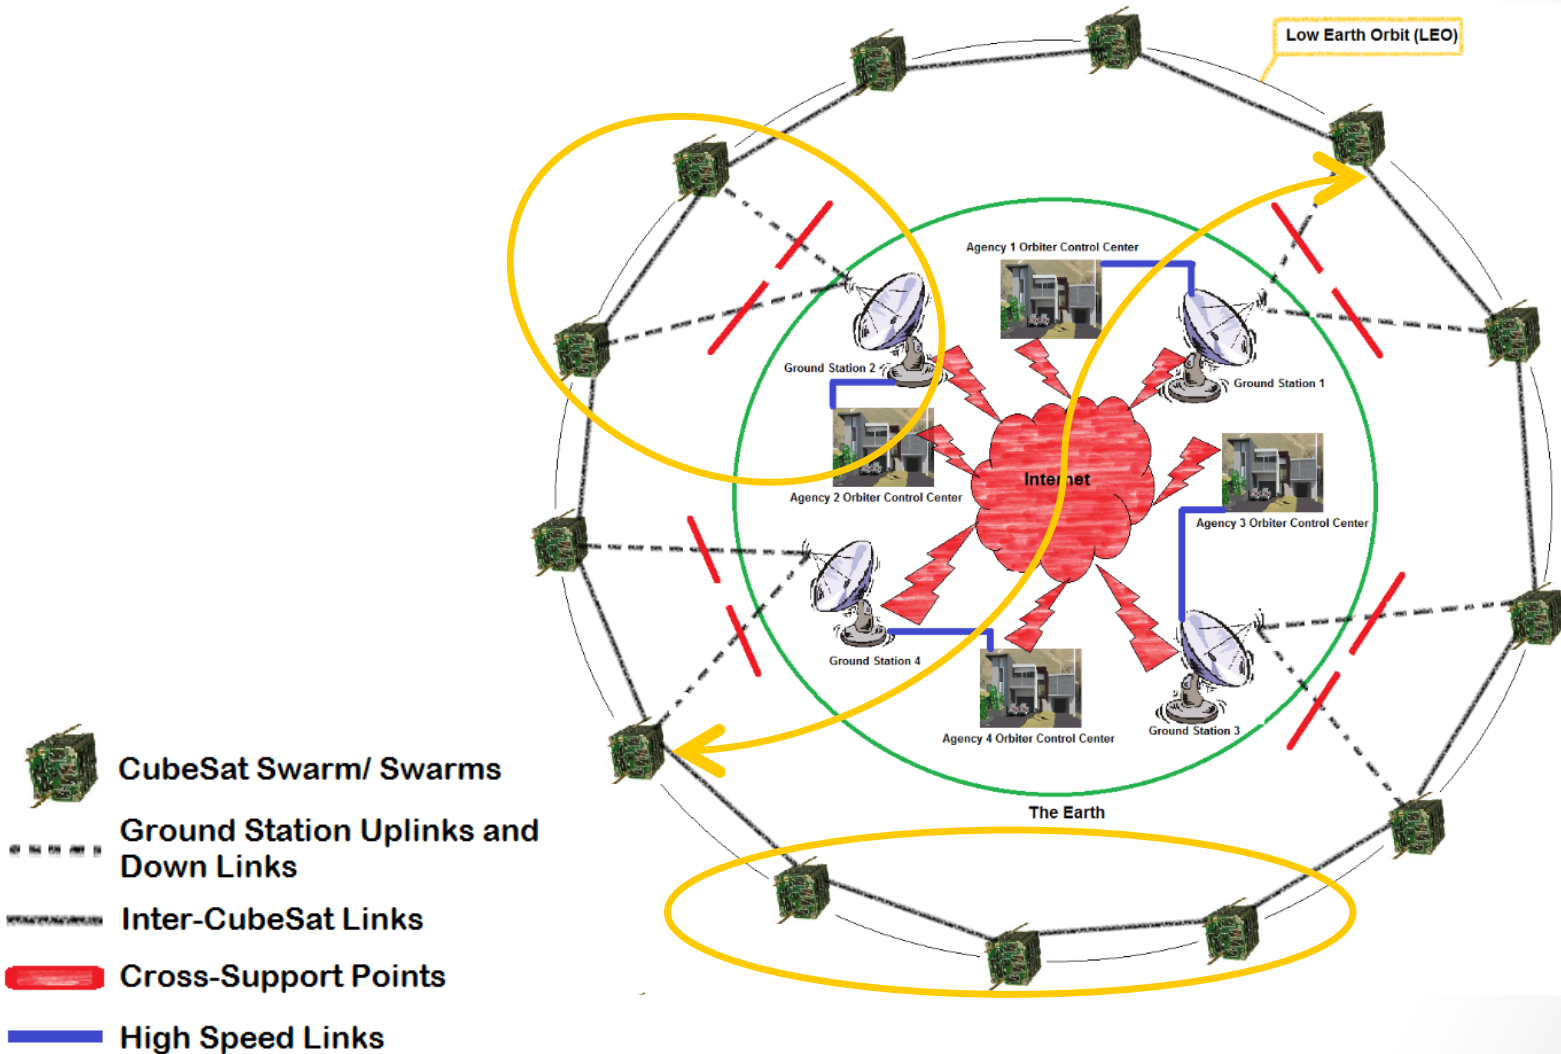 Low Earth Orbit (LEO)
Agency 1 Orbiter Control Center
Ground Station 2
Ground Station 1
Internet
Agency 2 Orbiter Control Center
Agency 3 Orbiter Control Center
Ground Station 4
Agency 4 Orbiter Control Center
Ground Station 3
The Earth
CubeSat Swarm/ Swarms
Ground Station Uplinks and
Down Links
Inter-CubeSat Links
Cross-Support Points
High Speed Links